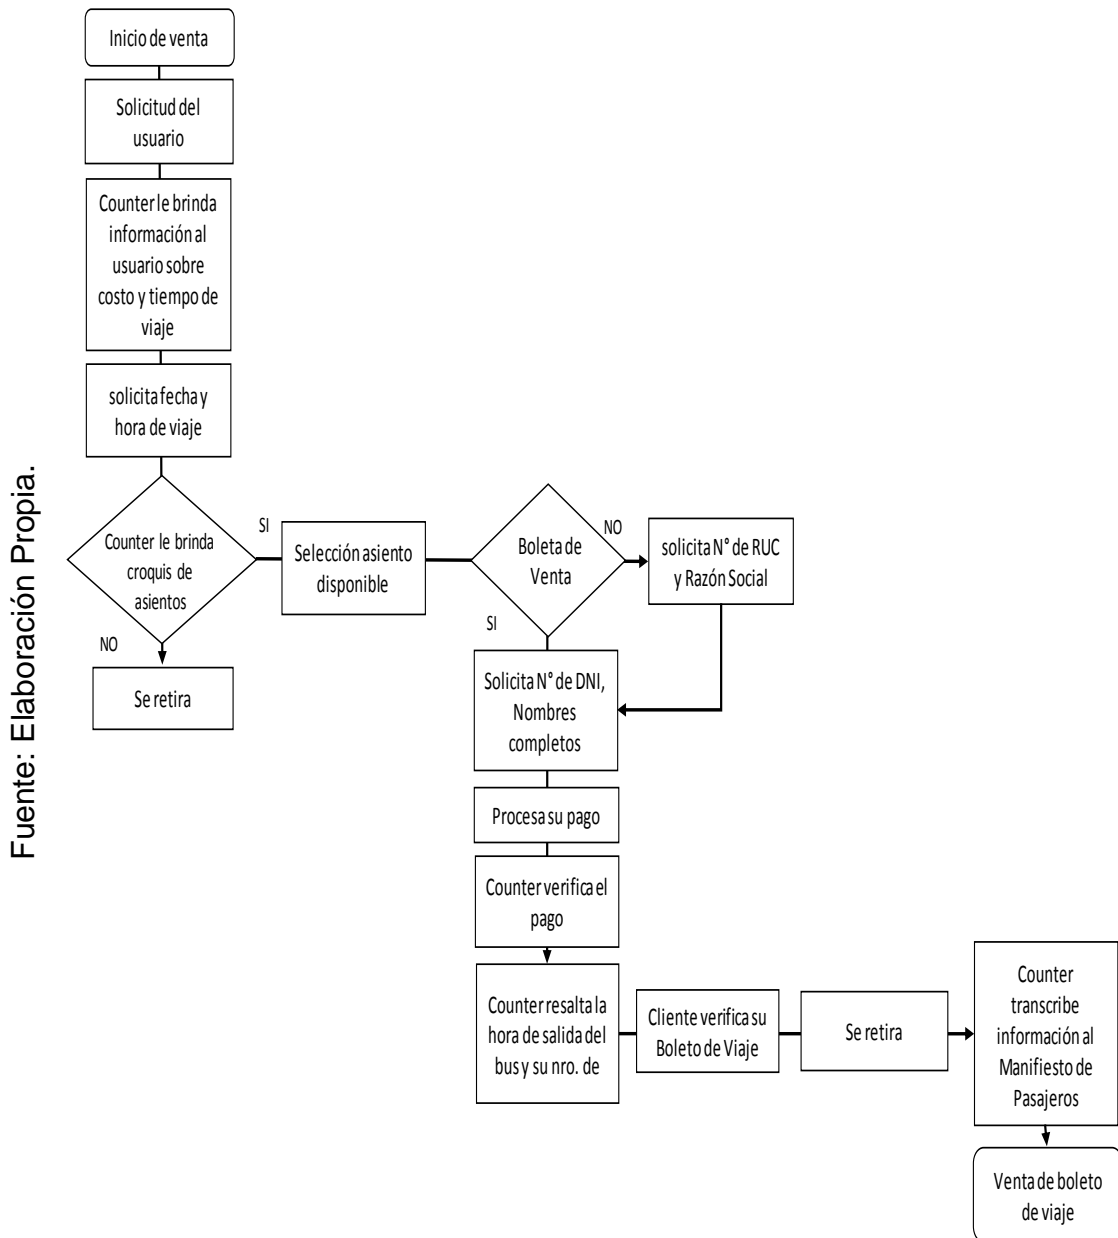 Inicio de venta
Solicitud del
usuario
Counter le brinda
información al
usuario sobre
costo y tiempo de
viaje
solicita fecha y
hora de viaje
Counter le brinda
croquis de
asientos
SI
NO
Se retira
Selección asiento
disponible
Boleta de
Venta
NO
SI
solicita N° de RUC
y Razón Social
Solicita N° de DNI,
Nombres
completos
Procesa su pago
Counter verifica el
pago
Counter resalta la
hora de salida del
bus y su nro. de
Cliente verifica su
Boleto de Viaje
Se retira
Counter
transcribe
información al
Manifiesto de
Pasajeros
Venta de boleto
de viaje
Fuente: Elaboración Propia.